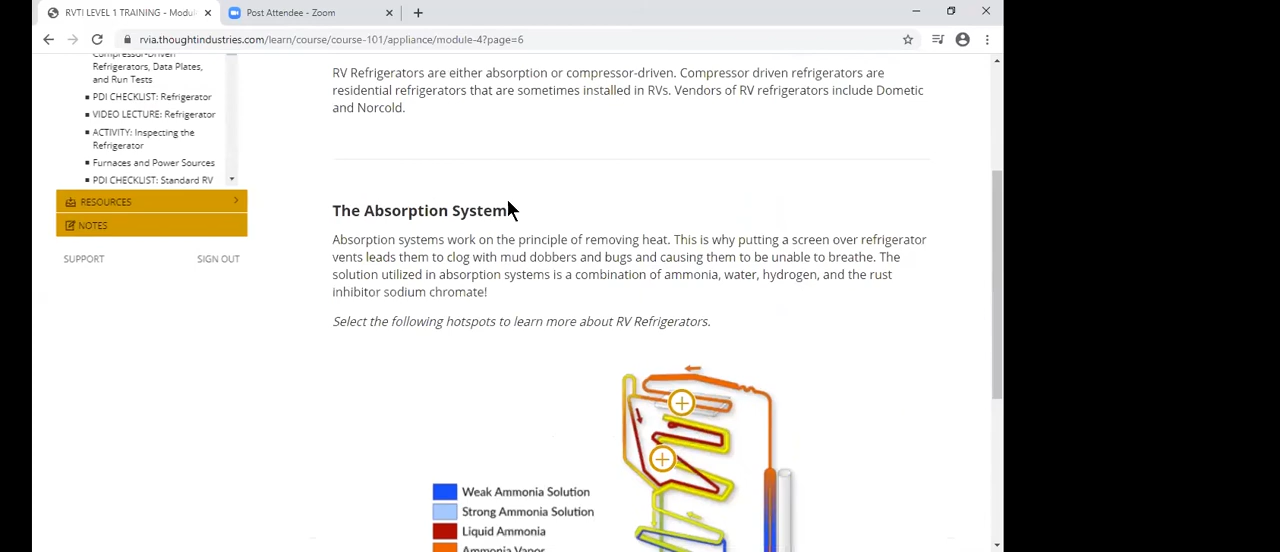 RVTI LEVEL 1 TRAINING - Modu
Post Attendee - Zoom
rvia.thoughtindustries.com/learn/course/course-101/appliance/module-4?page=6
Compressor-Driven
Refrigerators, Data Plates,
and Run Tests
PDI CHECKLIST: Refrigerator
VIDEO LECTURE: Refrigerator
ACTIVITY: Inspecting the
Refrigerator
Furnaces and Power Sources
PDI CHECKLIST: Standard RV
RESOURCES
NOTES
SUPPORT SIGN OUT
RV Refrigerators are either absorption or compressor-driven. Compressor driven refrigerators are
residential refrigerators that are sometimes installed in RVs. Vendors of RV refrigerators include Dometic
and Norcold.
The Absorption System
Absorption systems work on the principle of removing heat. This is why putting a screen over refrigerator
vents leads them to clog with mud dobbers and bugs and causing them to be unable to breathe. The
solution utilized in absorption systems is a combination of ammonia, water, hydrogen, and the rust
inhibitor sodium chromate!
Select the following hotspots to learn more about RV Refrigerators.
Weak Ammonia Solution
Strong Ammonia Solution
Liquid Ammonia
Ammonia Vapor